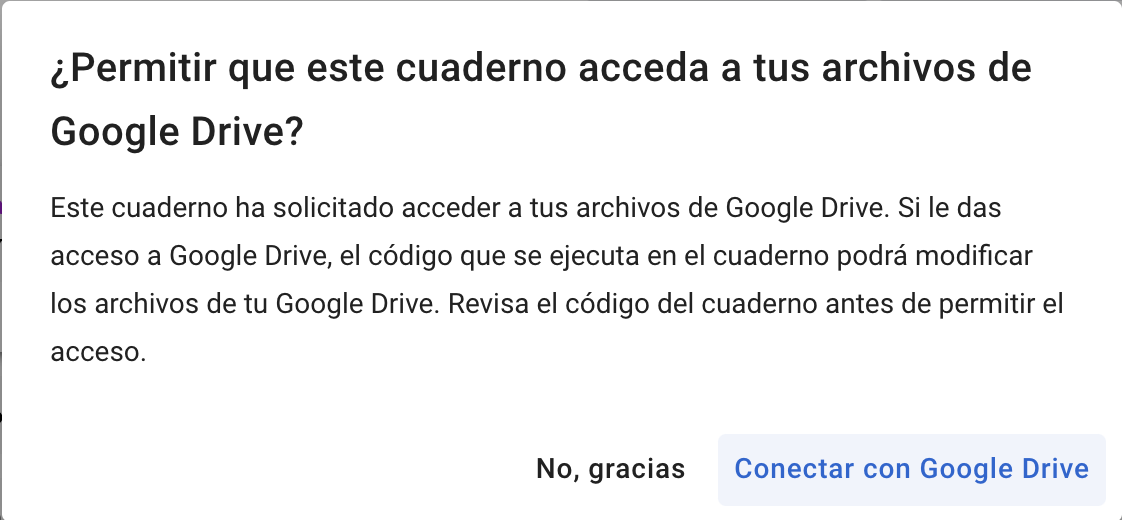 ¿Permitir que este cuaderno acceda a tus archivos de
Google Drive?
Este cuaderno ha solicitado acceder a tus archivos de Google Drive. Si le das
acceso a Google Drive, el código que se ejecuta en el cuaderno podrá modificar
los archivos de tu Google Drive. Revisa el código del cuaderno antes de permitir el
acceso.
No, gracias
Conectar con Google Drive